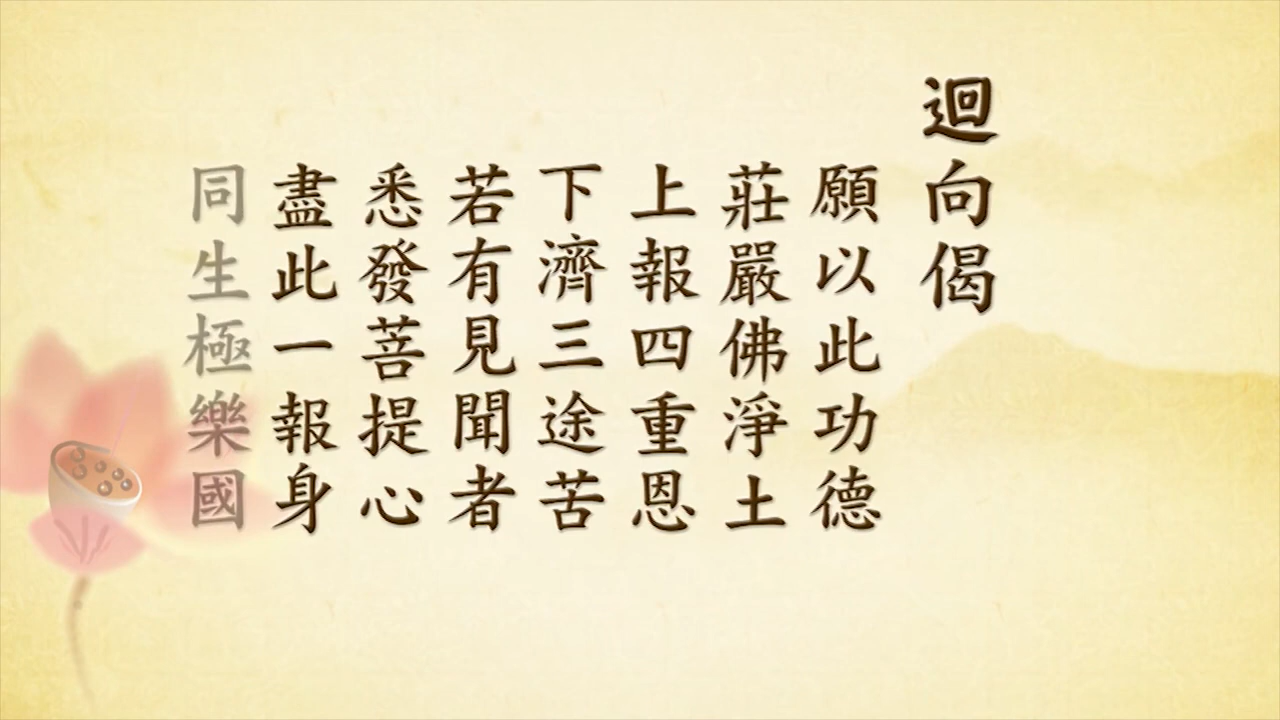 迴向偈
願以此功德
莊嚴佛淨土
上報四重恩
下濟三途苦
若有見聞者
悉發菩提心
盡此一報身
同生極樂國